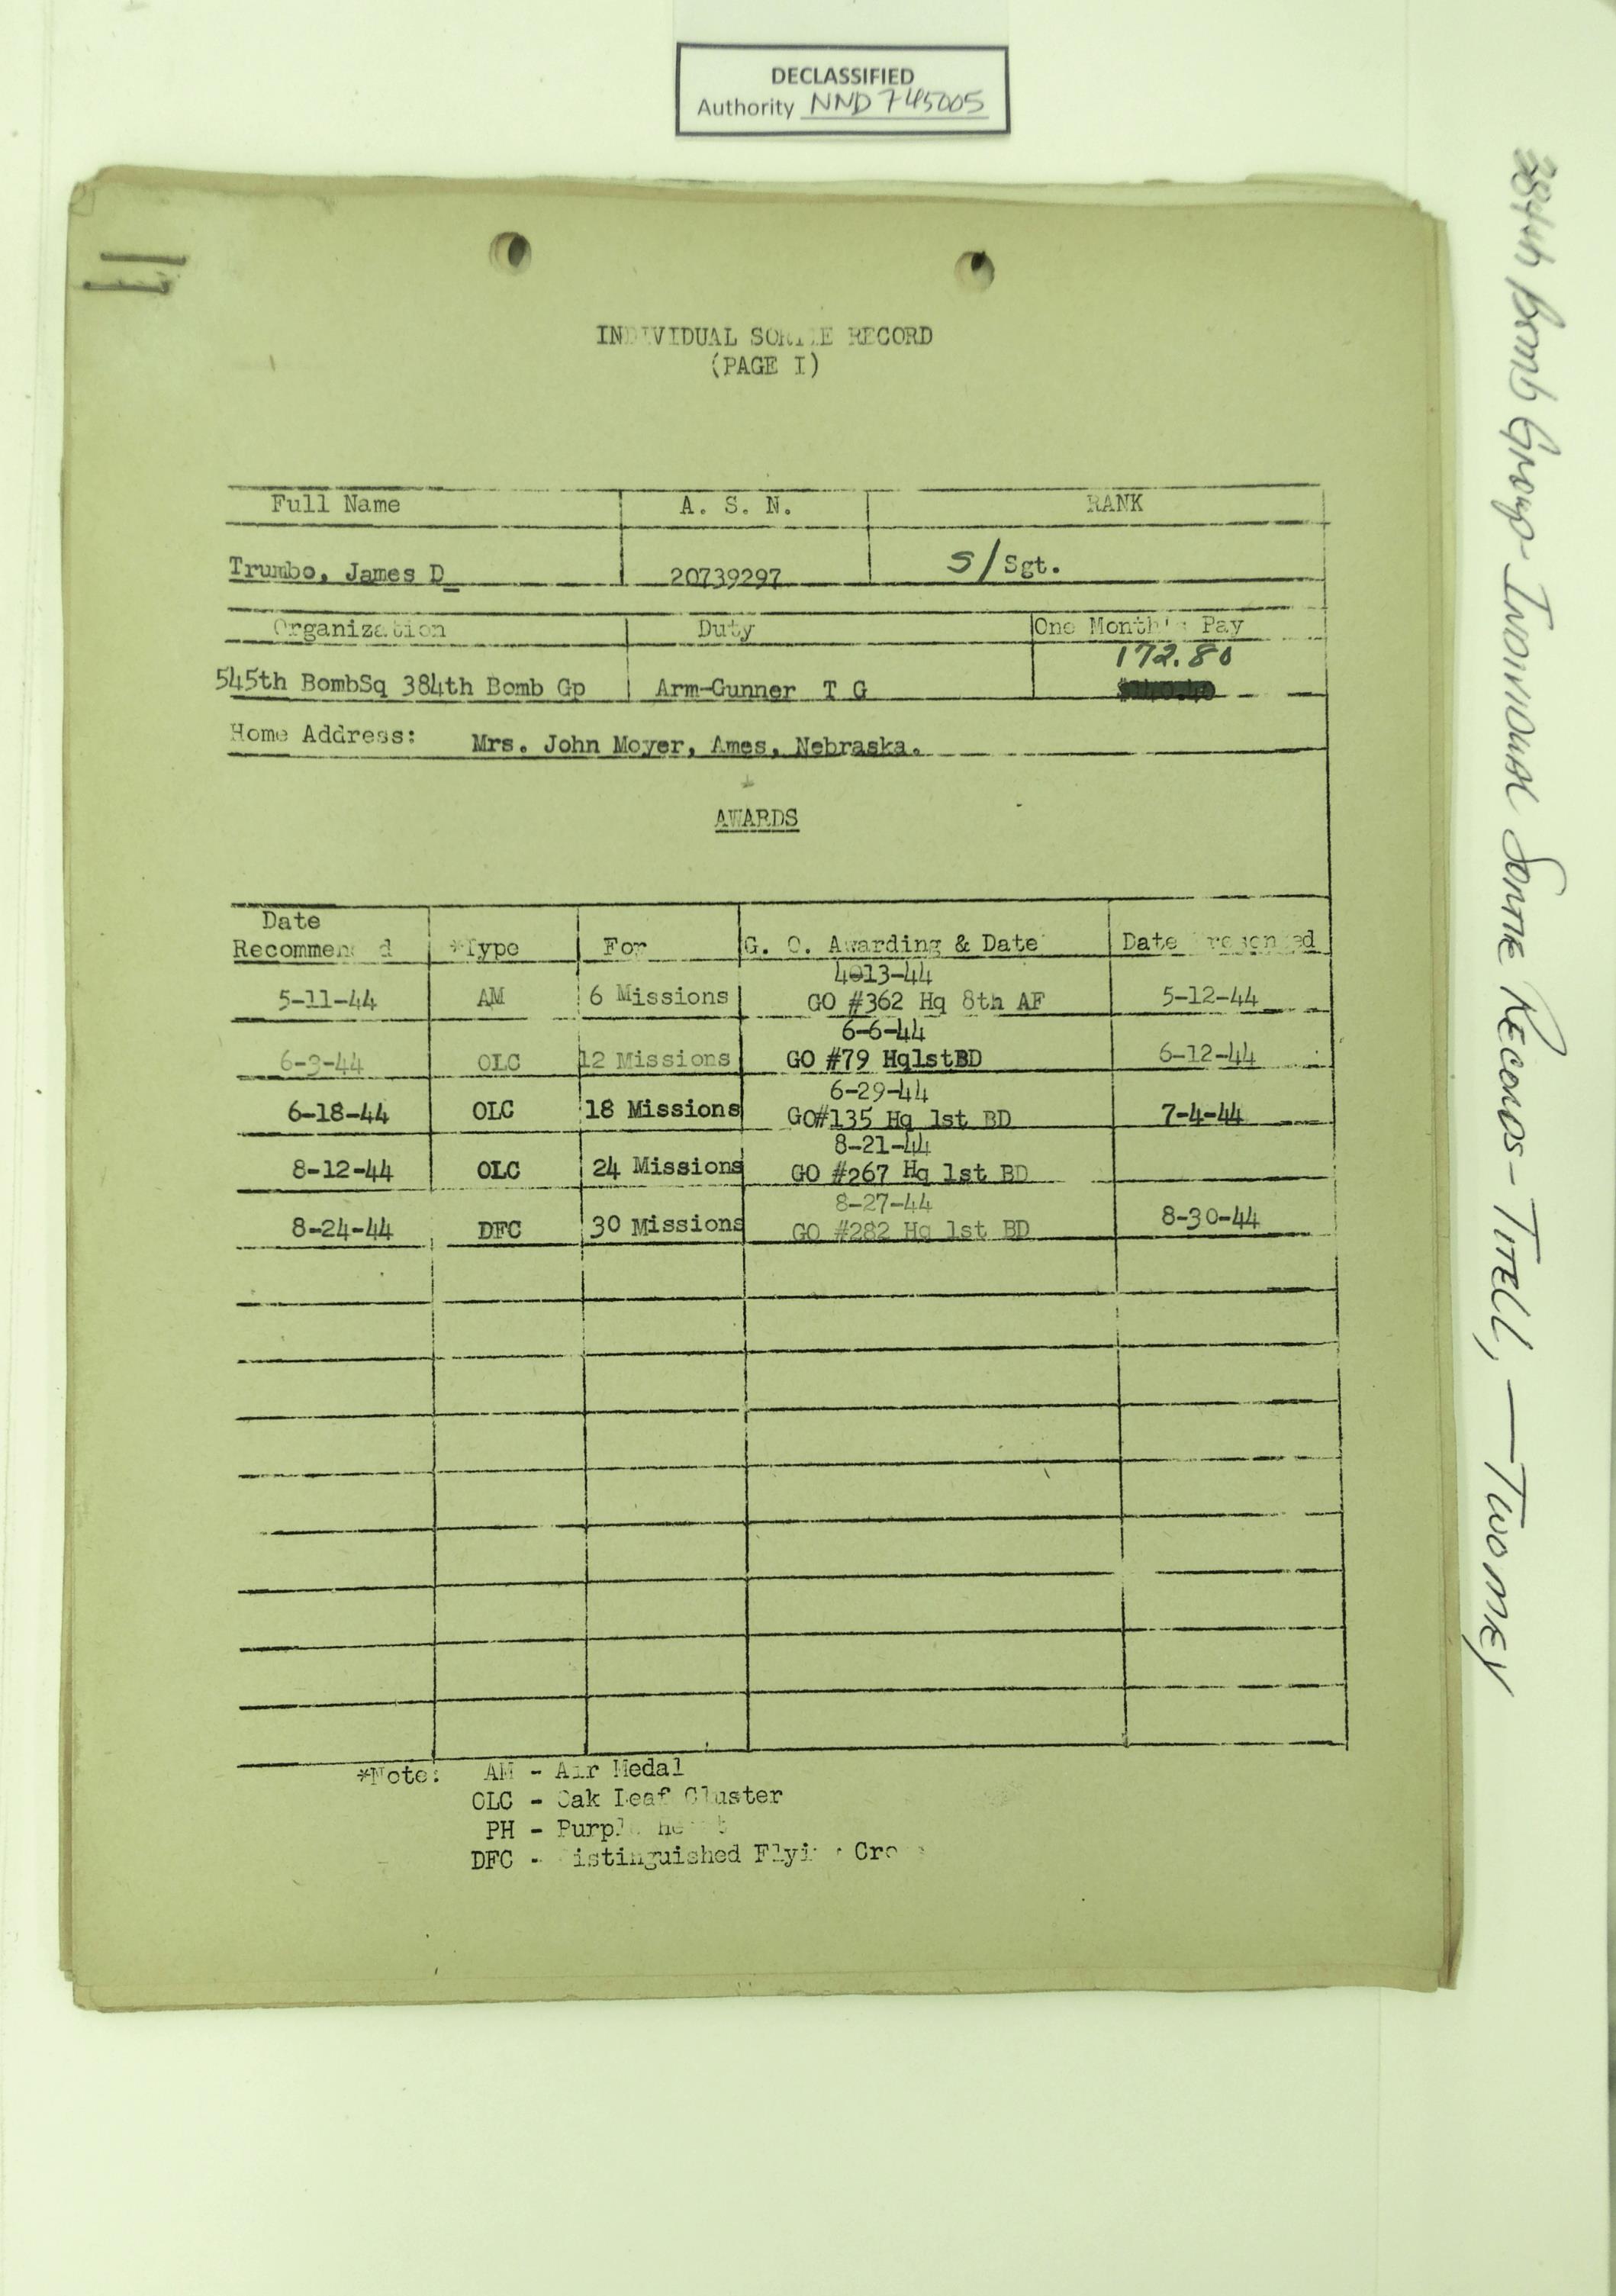 DECLASSIFIED
Authority NND 745005
11
INDIVIDUAL SORTIE RECORD
(PAGE I)
Full Name A. S. N. RANK
Trumbo, James D 20739297 S/Sgt.
Organization Duty One Month's Pay
172.80
545th BombSq 384th Bomb Gp Arm-Gunner T G
Home Address: Mrs. John Moyer, Ames, Nebraska.
AWARDS
Date
Recommended *Type For G. O. Awarding & Date Date Presented
4013-44
5-11-44 AM 6 Missions GO #362 Hq 8th AF 5-12-44
6-6-44
6-3-44 OLC 12 Missions GO #79 Hq1stBD 6-12-44
6-29-44
6-18-44 OLC 18 Missions GO#135 Hq 1st BD 7-4-44
8-21-44
8-12-44 OLC 24 Missions GO #267 Hq 1st BD
8-27-44
8-24-44 DFC 30 Missions GO #282 Hq 1st BD 8-30-44
*Note: AM - Air Medal
OLC - Oak Leaf Cluster
PH - Purple heart
DFC - Distinguished Flying Cross
384th Bomb Group - Individual Sortie Records - Titell, — Twomey